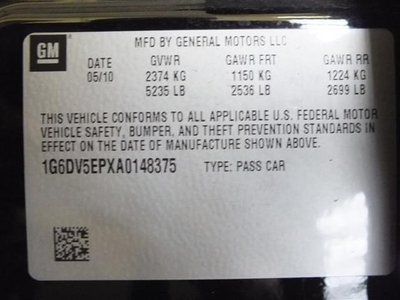 GM
MFD BY GENERAL MOTORS LLC
DATE GVWR GAWR FRT GAWR RR
05/10 2374 KG 1150 KG 1224 KG
5235 LB 2536 LB 2699 LB
THIS VEHICLE CONFORMS TO ALL APPLICABLE U.S. FEDERAL MOTOR
VEHICLE SAFETY, BUMPER, AND THEFT PREVENTION STANDARDS IN
EFFECT ON THE DATE OF MANUFACTURE SHOWN ABOVE.
1G6DV5EPXA0148375 TYPE: PASS CAR